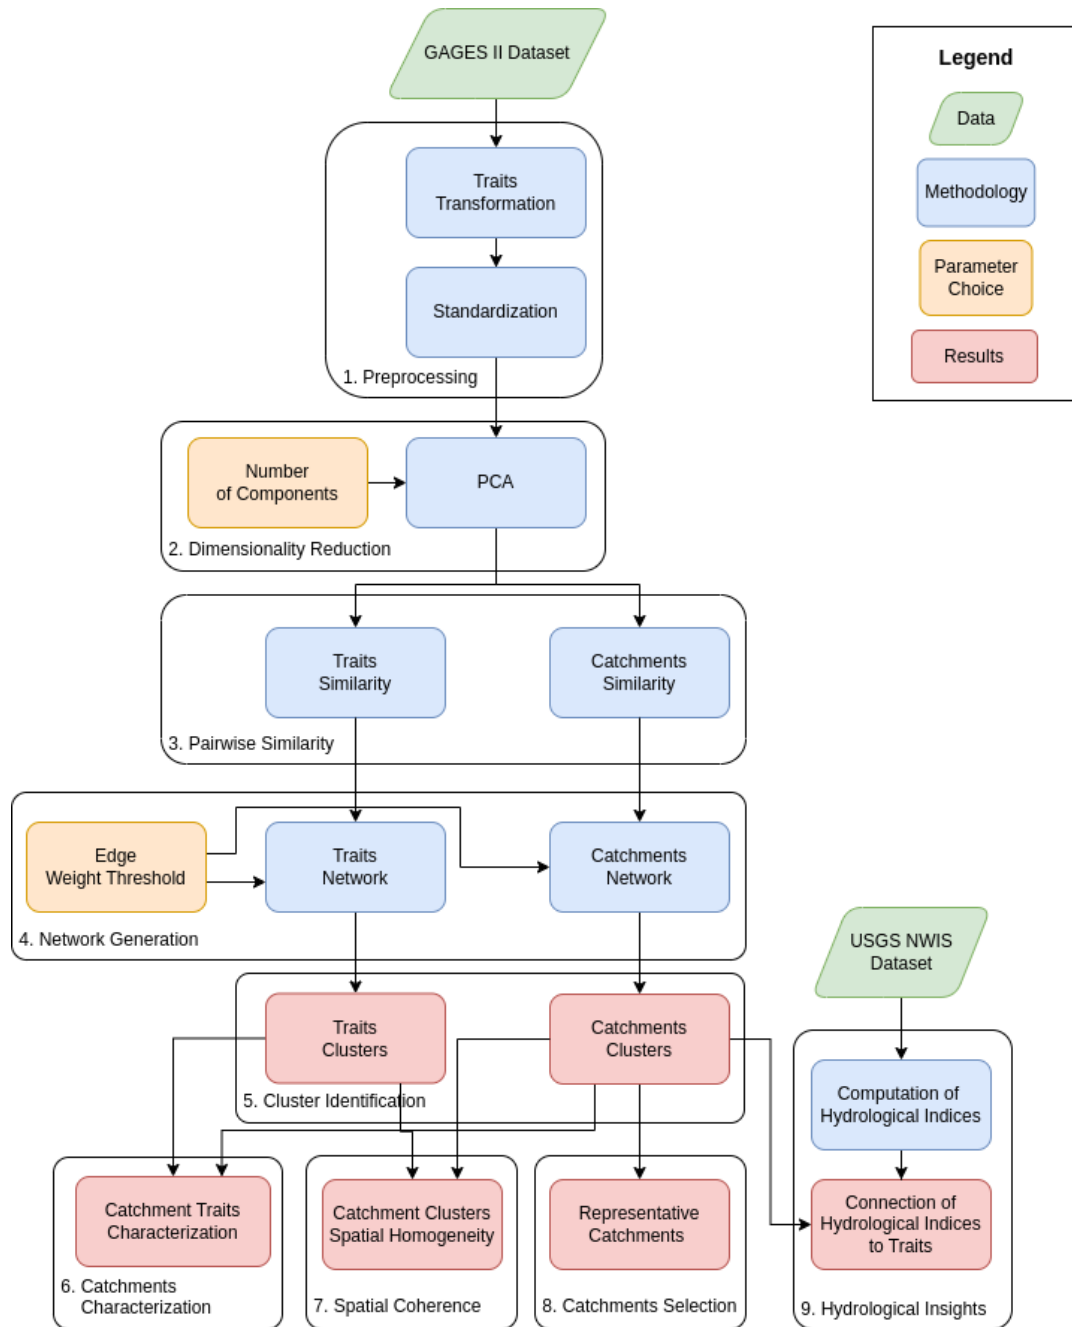 GAGES II Dataset
Legend
Data
Methodology
Parameter
Choice
Results
Traits
Transformation
Standardization
1. Preprocessing
Number
of Components
PCA
2. Dimensionality Reduction
Traits
Similarity
Catchments
Similarity
3. Pairwise Similarity
Edge
Weight Threshold
Traits
Network
Catchments
Network
4. Network Generation
USGS NWIS
Dataset
Traits
Clusters
Catchments
Clusters
5. Cluster Identification
Computation of
Hydrological Indices
Catchment Traits
Characterization
6. Catchments
Characterization
Catchment Clusters
Spatial Homogeneity
7. Spatial Coherence
Representative
Catchments
8. Catchments Selection
Connection of
Hydrological Indices
to Traits
9. Hydrological Insights